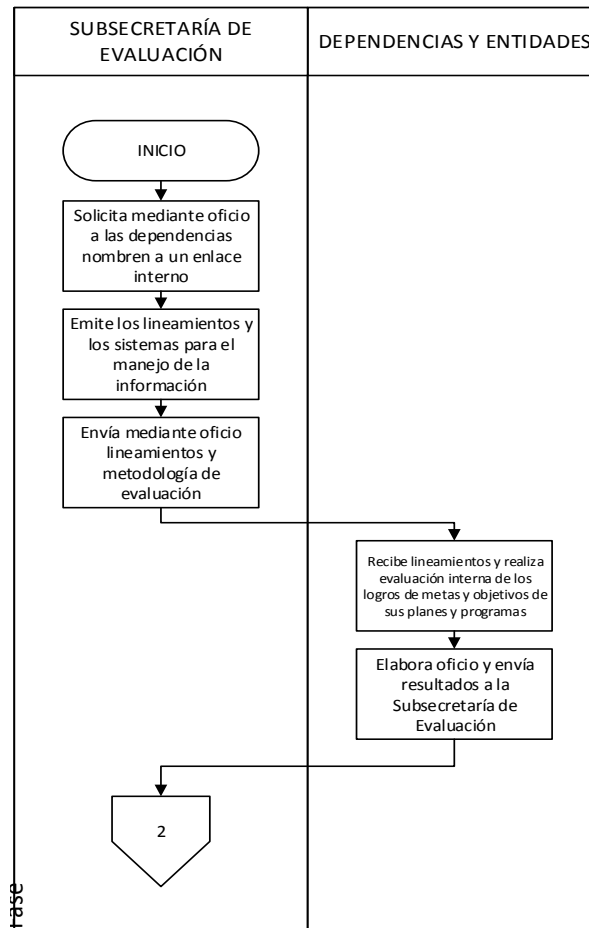 SUBSECRETARÍA DE
EVALUACIÓN
DEPENDENCIAS Y ENTIDADES
INICIO
Solicita mediante oficio
a las dependencias
nombren a un enlace
interno
Emite los lineamientos y
los sistemas para el
manejo de la
información
Envía mediante oficio
lineamientos y
metodología de
evaluación
Recibe lineamientos y realiza
evaluación interna de los
logros de metas y objetivos de
sus planes y programas
Elabora oficio y envía
resultados a la
Subsecretaría de
Evaluación
2
Fase